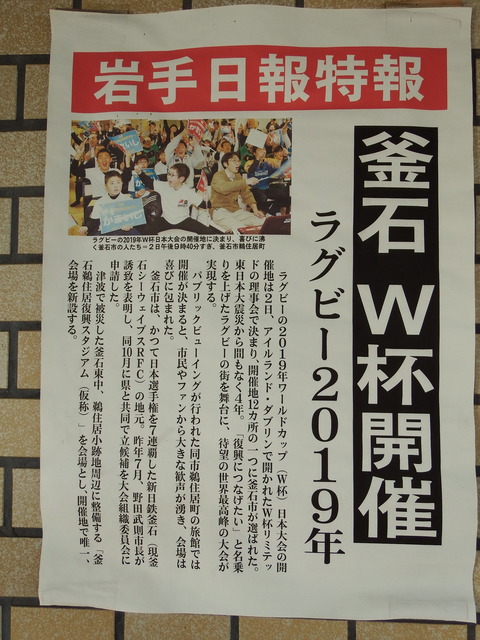 岩手日報特報
釜石 W杯開催
ラグビー2019年
ラグビーの2019年W杯日本大会の開催地に決まり、喜びに沸
く釜石市の人たち=2日午後9時40分すぎ、釜石市鵜住居町
ラグビーの2019年ワールドカップ(W杯)日本大会の開
催地は2日、アイルランド・ダブリンで開かれたW杯リミテッ
ドの理事会で決まり、開催地12カ所の一つに釜石市が選ばれた。
東日本大震災から間もなく4年。「復興につなげたい」と名乗
りを上げたラグビーの街を舞台に、待望の世界最高峰の大会が
実現する。
パブリックビューイングが行われた同市鵜住居町の旅館では
開催が決まると、市民やファンから大きな歓声が湧き、会場は
喜びに包まれた。
釜石市は、かつて日本選手権を7連覇した新日鉄釜石(現釜
石シーウェイブスRFC)の地元。昨年7月、野田武則市長が
誘致を表明し、同10月に県と共同で立候補を大会組織委員会に
申請した。
津波で被災した釜石東中、鵜住居小跡地周辺に整備する「釜
石鵜住居復興スタジアム(仮称)」を会場とし、開催地で唯一、
会場を新設する。